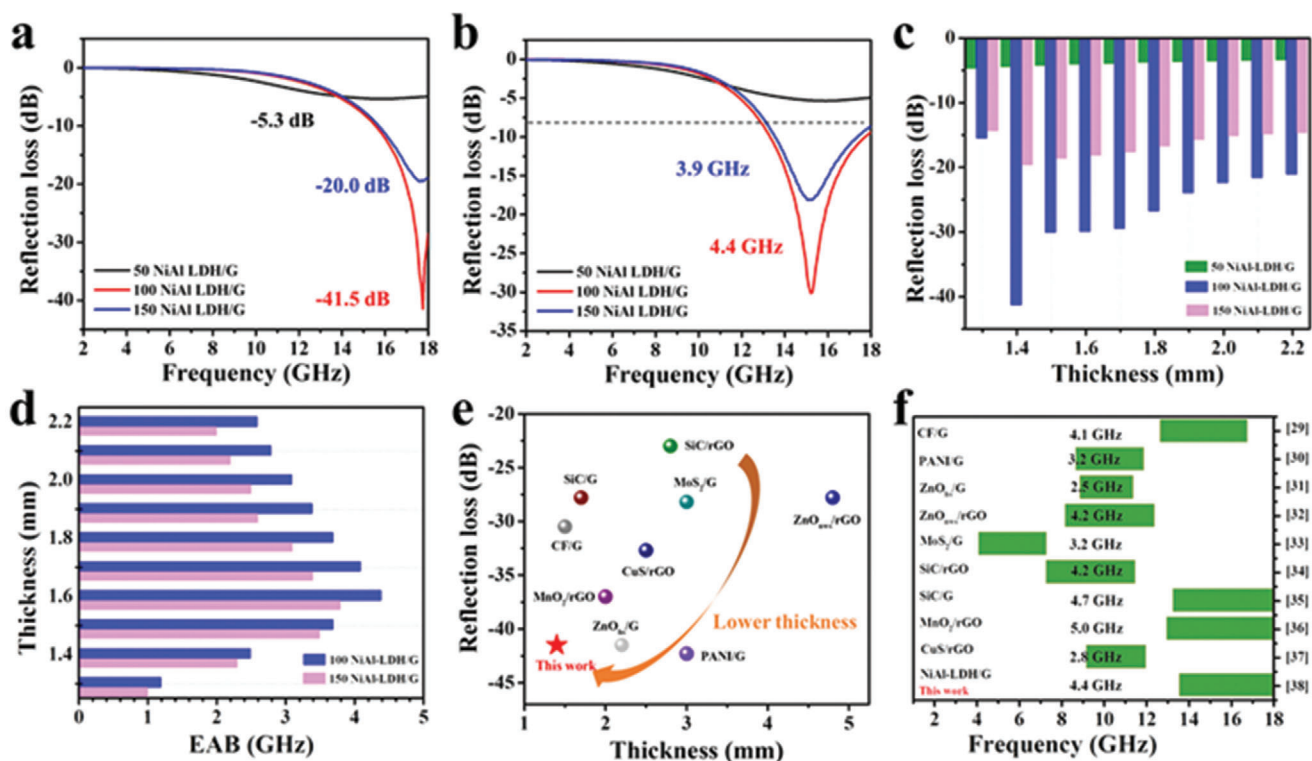 a
Reflection loss (dB)
0
-10
-20
-30
-40
-5.3 dB
-20.0 dB
-41.5 dB
50 NiAl LDH/G
100 NiAl LDH/G
150 NiAl LDH/G
2 4 6 8 10 12 14 16 18
Frequency (GHz)
b
Reflection loss (dB)
0
-5
-10
-15
-20
-25
-30
-35
3.9 GHz
4.4 GHz
50 NiAl LDH/G
100 NiAl LDH/G
150 NiAl LDH/G
2 4 6 8 10 12 14 16 18
Frequency (GHz)
c
Reflection loss (dB)
0
-10
-20
-30
-40
50 NiAl-LDH/G
100 NiAl-LDH/G
150 NiAl-LDH/G
1.4 1.6 1.8 2.0 2.2
Thickness (mm)
d
Thickness (mm)
2.2
2.0
1.8
1.6
1.4
100 NiAl-LDH/G
150 NiAl-LDH/G
0 1 2 3 4 5
EAB (GHz)
e
Reflection loss (dB)
-20
-25
-30
-35
-40
-45
SiC/rGO
SiC/G
MoS2/G
ZnOnws/rGO
CF/G
CuS/rGO
MnO2/rGO
ZnOhs/G
Lower thickness
This work
PANI/G
1 2 3 4 5
Thickness (mm)
f
CF/G 4.1 GHz [29]
PANI/G 3.2 GHz [30]
ZnOhs/G 2.5 GHz [31]
ZnOnws/rGO 4.2 GHz [32]
MoS2/G 3.2 GHz [33]
SiC/rGO 4.2 GHz [34]
SiC/G 4.7 GHz [35]
MnO2/rGO 5.0 GHz [36]
CuS/rGO 2.8 GHz [37]
NiAl-LDH/G
This work 4.4 GHz [38]
2 4 6 8 10 12 14 16 18
Frequency (GHz)